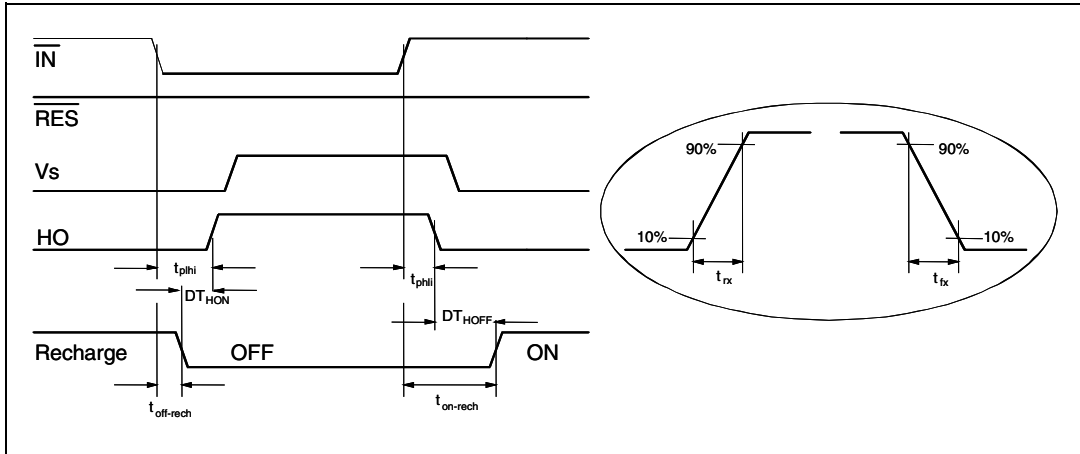 IN
RES
Vs
HO
tplhi
tphli
DTHON
DTHOFF
Recharge
OFF
ON
toff-rech
ton-rech
90%
90%
10%
10%
trx
tfx